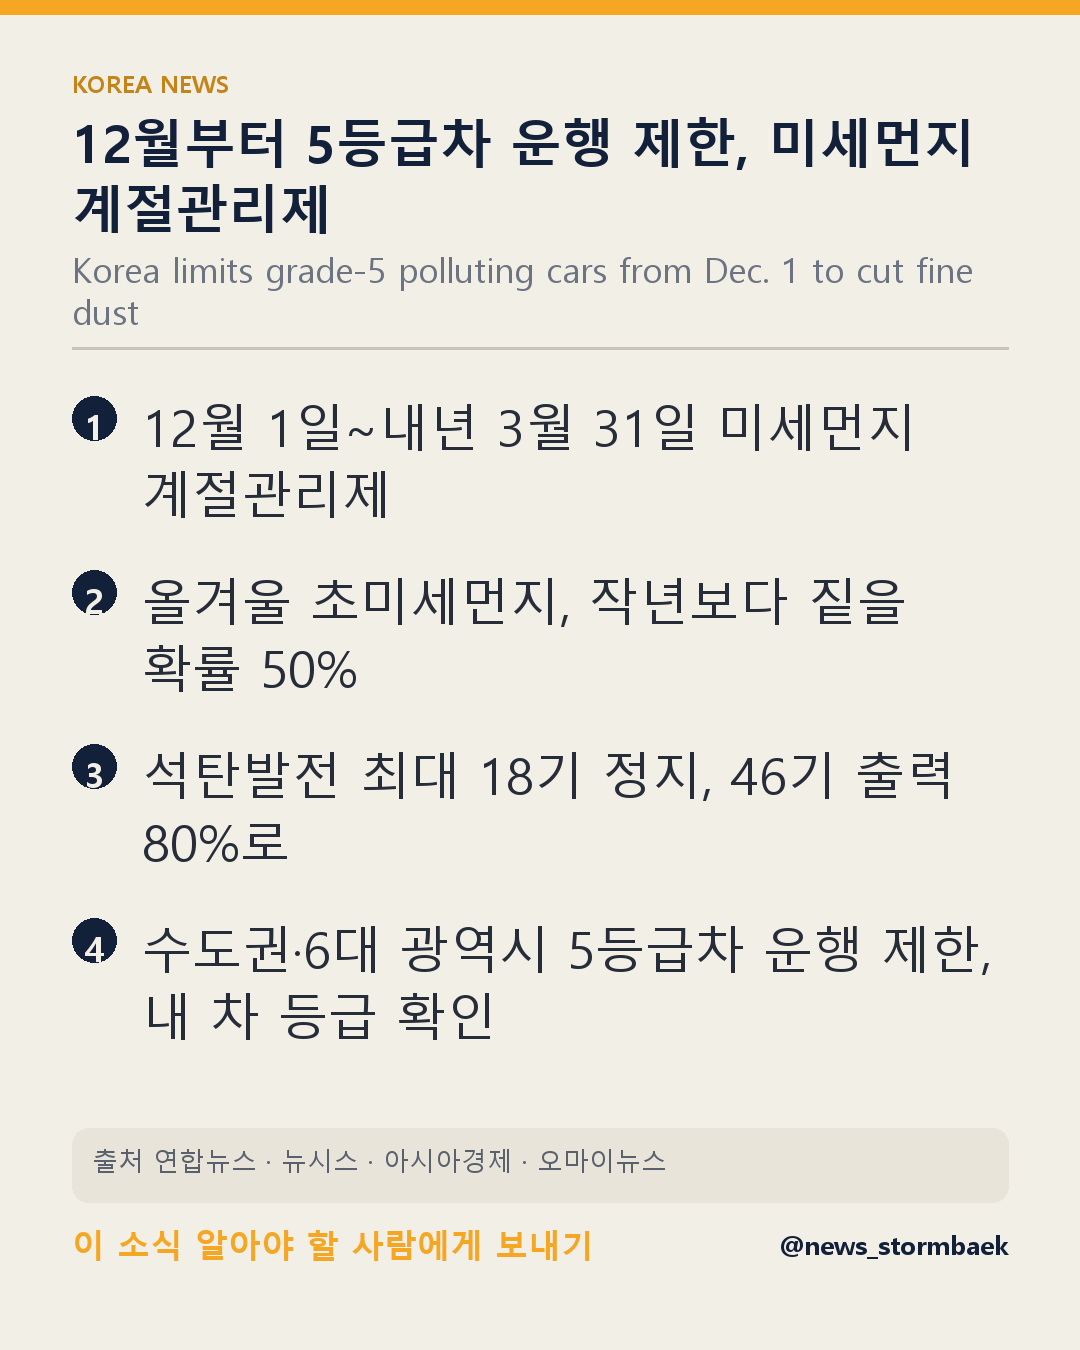 KOREA NEWS
12월부터 5등급차 운행 제한, 미세먼지
계절관리제
Korea limits grade-5 polluting cars from Dec. 1 to cut fine
dust
1 12월 1일~내년 3월 31일 미세먼지
계절관리제
2 올겨울 초미세먼지, 작년보다 짙을
확률 50%
3 석탄발전 최대 18기 정지, 46기 출력
80%로
4 수도권·6대 광역시 5등급차 운행 제한,
내 차 등급 확인
출처 연합뉴스 · 뉴시스 · 아시아경제 · 오마이뉴스
이 소식 알아야 할 사람에게 보내기
@news_stormbaek